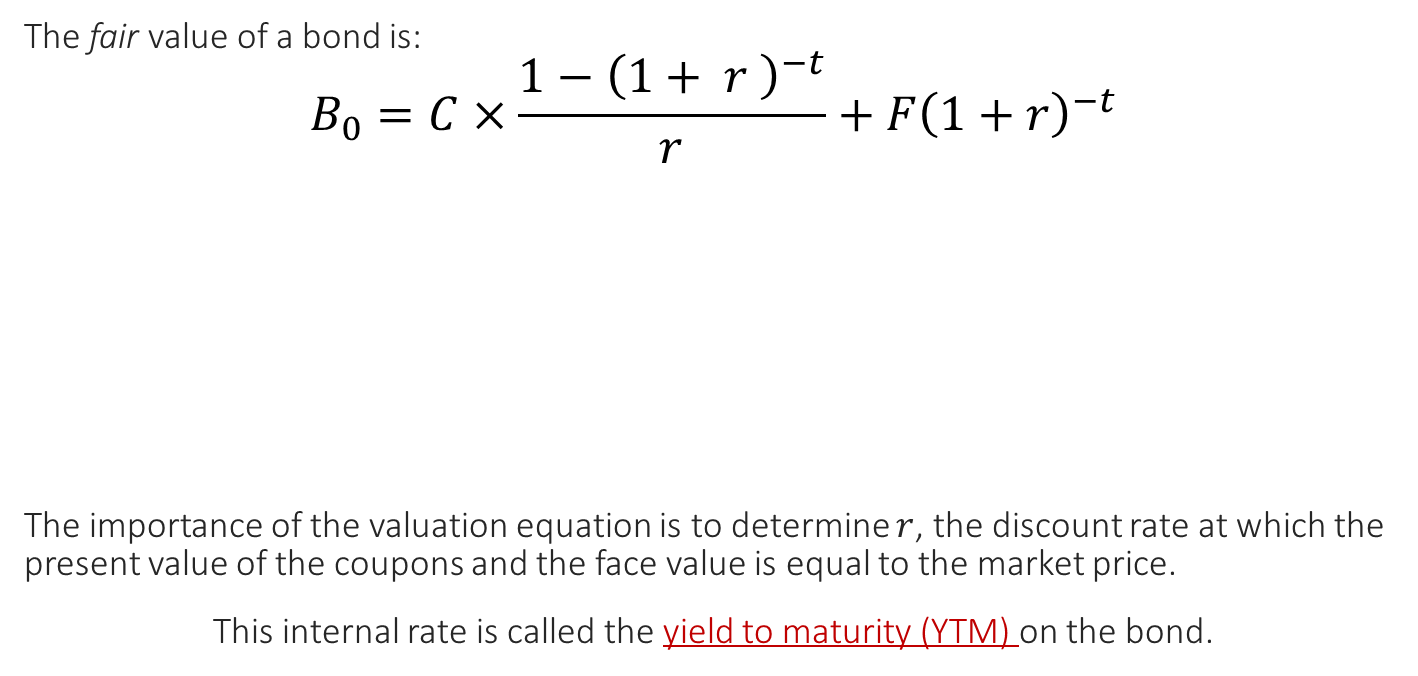 The fair value of a bond is:
B₀ = C × (1 − (1 + r)⁻ᵗ) / r + F(1 + r)⁻ᵗ
The importance of the valuation equation is to determine r, the discount rate at which the
present value of the coupons and the face value is equal to the market price.
This internal rate is called the yield to maturity (YTM) on the bond.